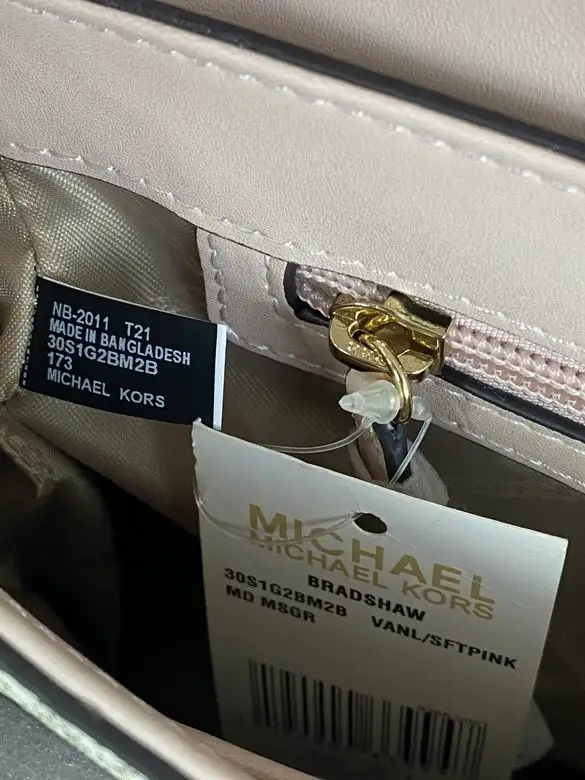 NB-2011 T21
MADE IN BANGLADESH
30S1G2BM2B
173
MICHAEL KORS
MICHAEL
MICHAEL KORS
BRADSHAW
30S1G2BM2B VANL/SFTPINK
MD MSGR